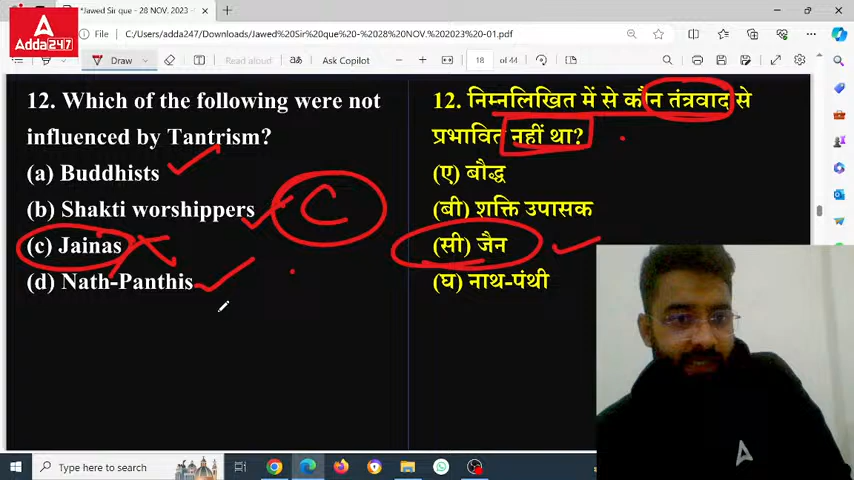 *Jawed Sir que - 28 NOV. 2023
Adda247
File
C:/Users/adda247/Downloads/Jawed%20Sir%20que%20-%2028%20NOV.%202023%20-01.pdf
Draw
Read aloud
Ask Copilot
18
of 44
12. Which of the following were not
influenced by Tantrism?
(a) Buddhists
(b) Shakti worshippers
(c) Jainas
(d) Nath-Panthis
C
12. निम्नलिखित में से कौन तंत्रवाद से
प्रभावित नहीं था?
(ए) बौद्ध
(बी) शक्ति उपासक
(सी) जैन
(घ) नाथ-पंथी
Type here to search